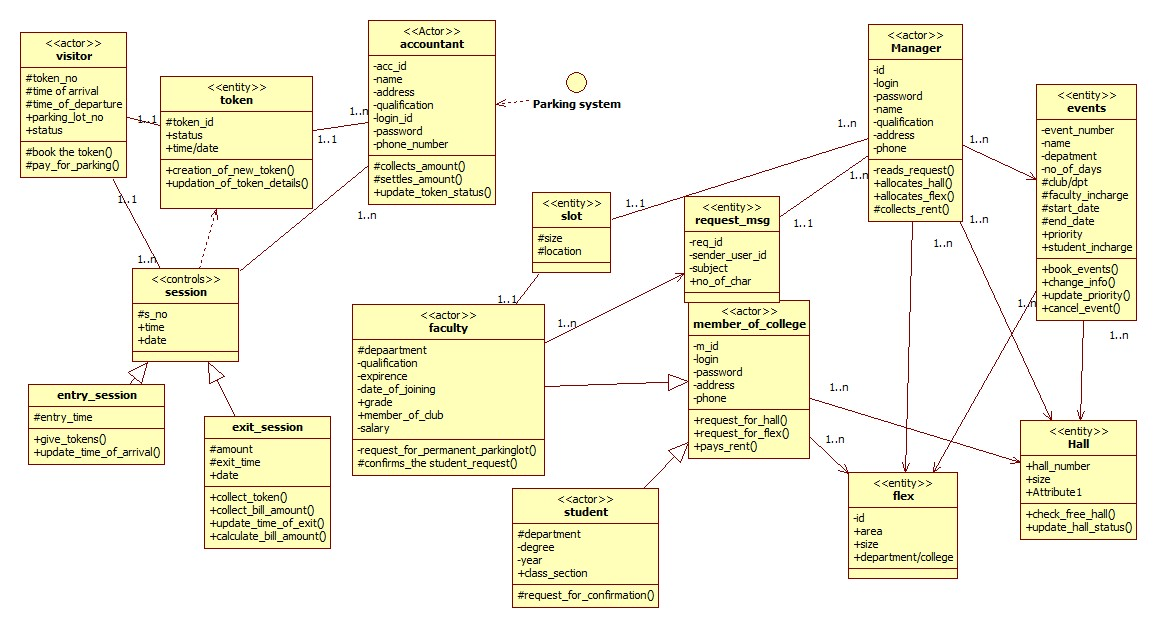 <<actor>>
visitor
#token_no
#time of arrival
#time_of_departure
+parking_lot_no
+status
#book the token()
#pay_for_parking()
1..1
<<entity>>
token
#token_id
+status
+time/date
+creation_of_new_token()
+updation_of_token_details()
1..n
1..1
<<Actor>>
accountant
-acc_id
-name
-address
-qualification
-login_id
-password
-phone_number
#collects_amount()
#settles_amount()
+update_token_status()
1..n
Parking system
<<actor>>
Manager
-id
-login
-password
-name
-qualification
-address
-phone
-reads_request()
+allocates_hall()
+allocates_flex()
#collects_rent()
1..n
1..n
1..n
1..n
1..n
<<entity>>
events
-event_number
-name
-depatment
-no_of_days
#club/dpt
#faculty_incharge
#start_date
#end_date
+priority
+student_incharge
+book_events()
+change_info()
+update_priority()
+cancel_event()
1..n
1..n
1..1
1..n
<<controls>>
session
#s_no
+time
+date
<<entity>>
slot
#size
#location
1..1
1..1
<<entity>>
request_msg
-req_id
-sender_user_id
-subject
+no_of_char
1..1
entry_session
#entry_time
+give_tokens()
+update_time_of_arrival()
exit_session
#amount
#exit_time
+date
+collect_token()
+collect_bill_amount()
+update_time_of_exit()
+calculate_bill_amount()
<<actor>>
faculty
#depaartment
-qualification
-expirence
-date_of_joining
+grade
+member_of_club
-salary
-request_for_permanent_parkinglot()
#confirms_the student_request()
1..n
<<actor>>
member_of_college
-m_id
-login
-password
-address
-phone
+request_for_hall()
+request_for_flex()
+pays_rent()
1..n
1..n
<<actor>>
student
#department
-degree
-year
+class_section
#request_for_confirmation()
<<entity>>
flex
-id
+area
+size
+department/college
<<entity>>
Hall
+hall_number
+size
+Attribute1
+check_free_hall()
+update_hall_status()